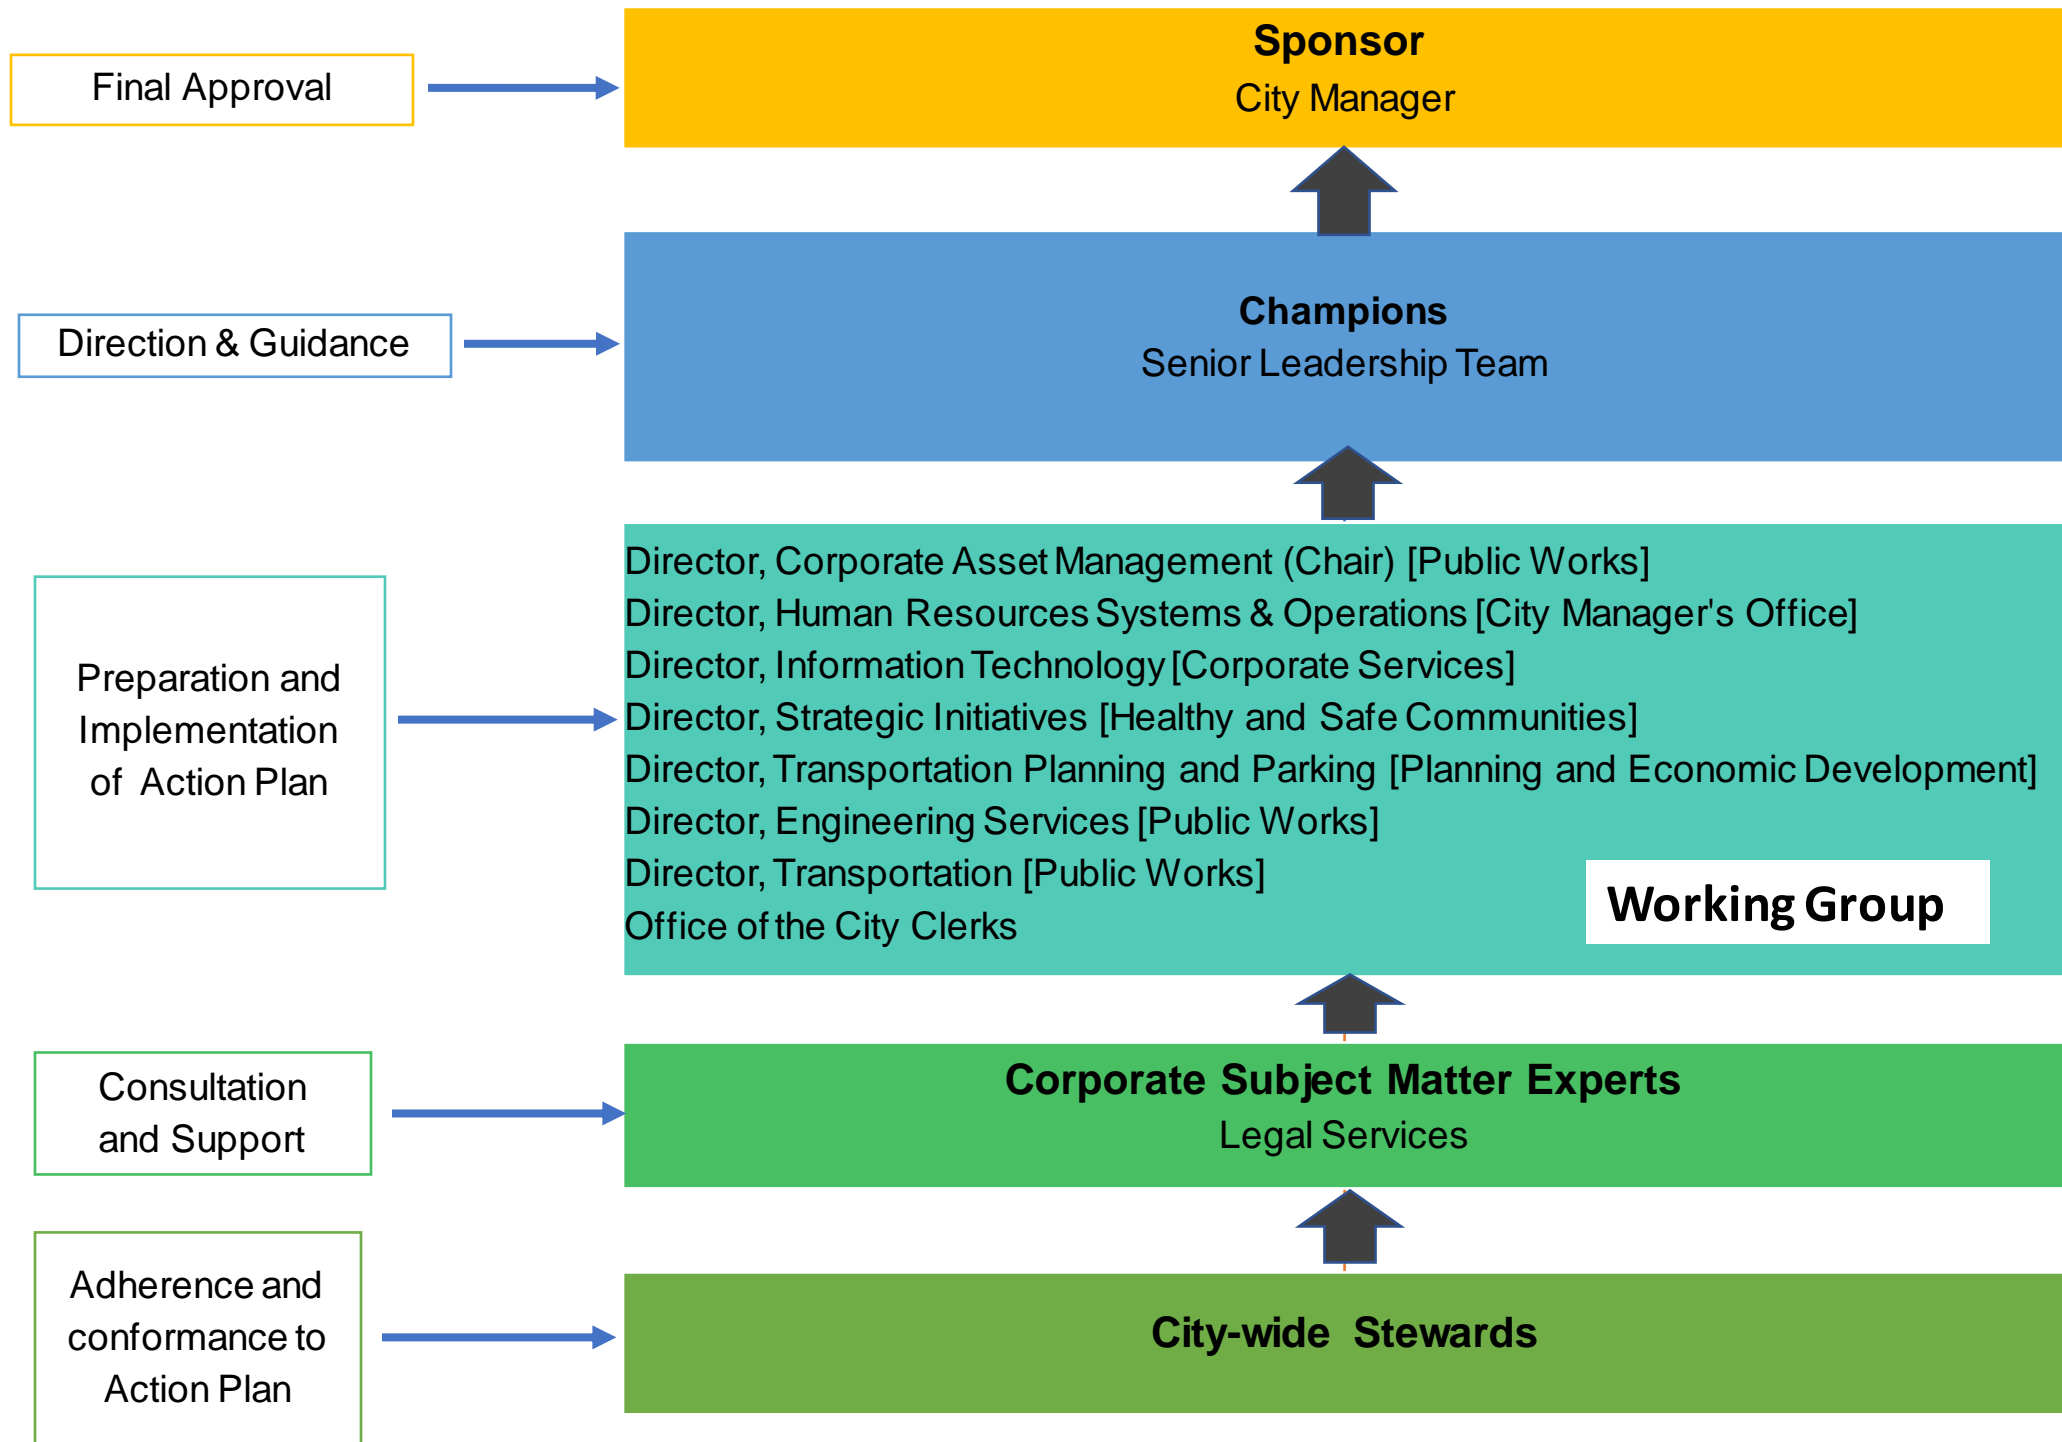 Final Approval
Sponsor
City Manager
Direction & Guidance
Champions
Senior Leadership Team
Preparation and
Implementation
of Action Plan
Director, Corporate Asset Management (Chair) [Public Works]
Director, Human Resources Systems & Operations [City Manager's Office]
Director, Information Technology [Corporate Services]
Director, Strategic Initiatives [Healthy and Safe Communities]
Director, Transportation Planning and Parking [Planning and Economic Development]
Director, Engineering Services [Public Works]
Director, Transportation [Public Works]
Office of the City Clerks
Working Group
Consultation
and Support
Corporate Subject Matter Experts
Legal Services
Adherence and
conformance to
Action Plan
City-wide Stewards